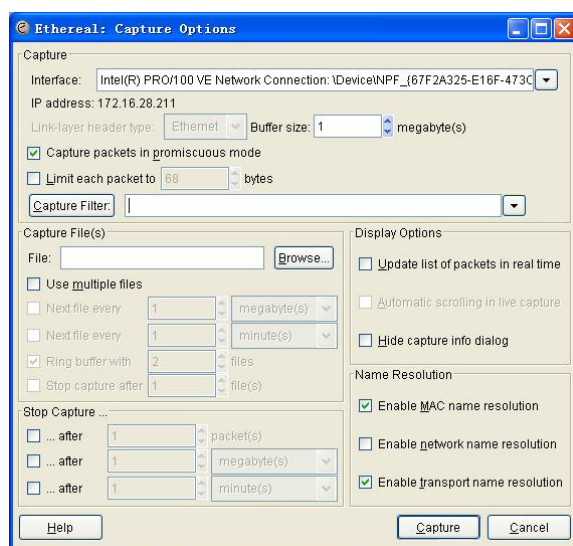 Ethereal: Capture Options
Capture
Interface: Intel(R) PRO/100 VE Network Connection: \Device\NPF_{67F2A325-E16F-473C
IP address: 172.16.28.211
Link-layer header type: Ethernet Buffer size: 1 megabyte(s)
Capture packets in promiscuous mode
Limit each packet to 68 bytes
Capture Filter:
Capture File(s)
File: Browse...
Use multiple files
Next file every 1 megabyte(s)
Next file every 1 minute(s)
Ring buffer with 2 files
Stop capture after 1 file(s)
Stop Capture ...
... after 1 packet(s)
... after 1 megabyte(s)
... after 1 minute(s)
Display Options
Update list of packets in real time
Automatic scrolling in live capture
Hide capture info dialog
Name Resolution
Enable MAC name resolution
Enable network name resolution
Enable transport name resolution
Help Capture Cancel